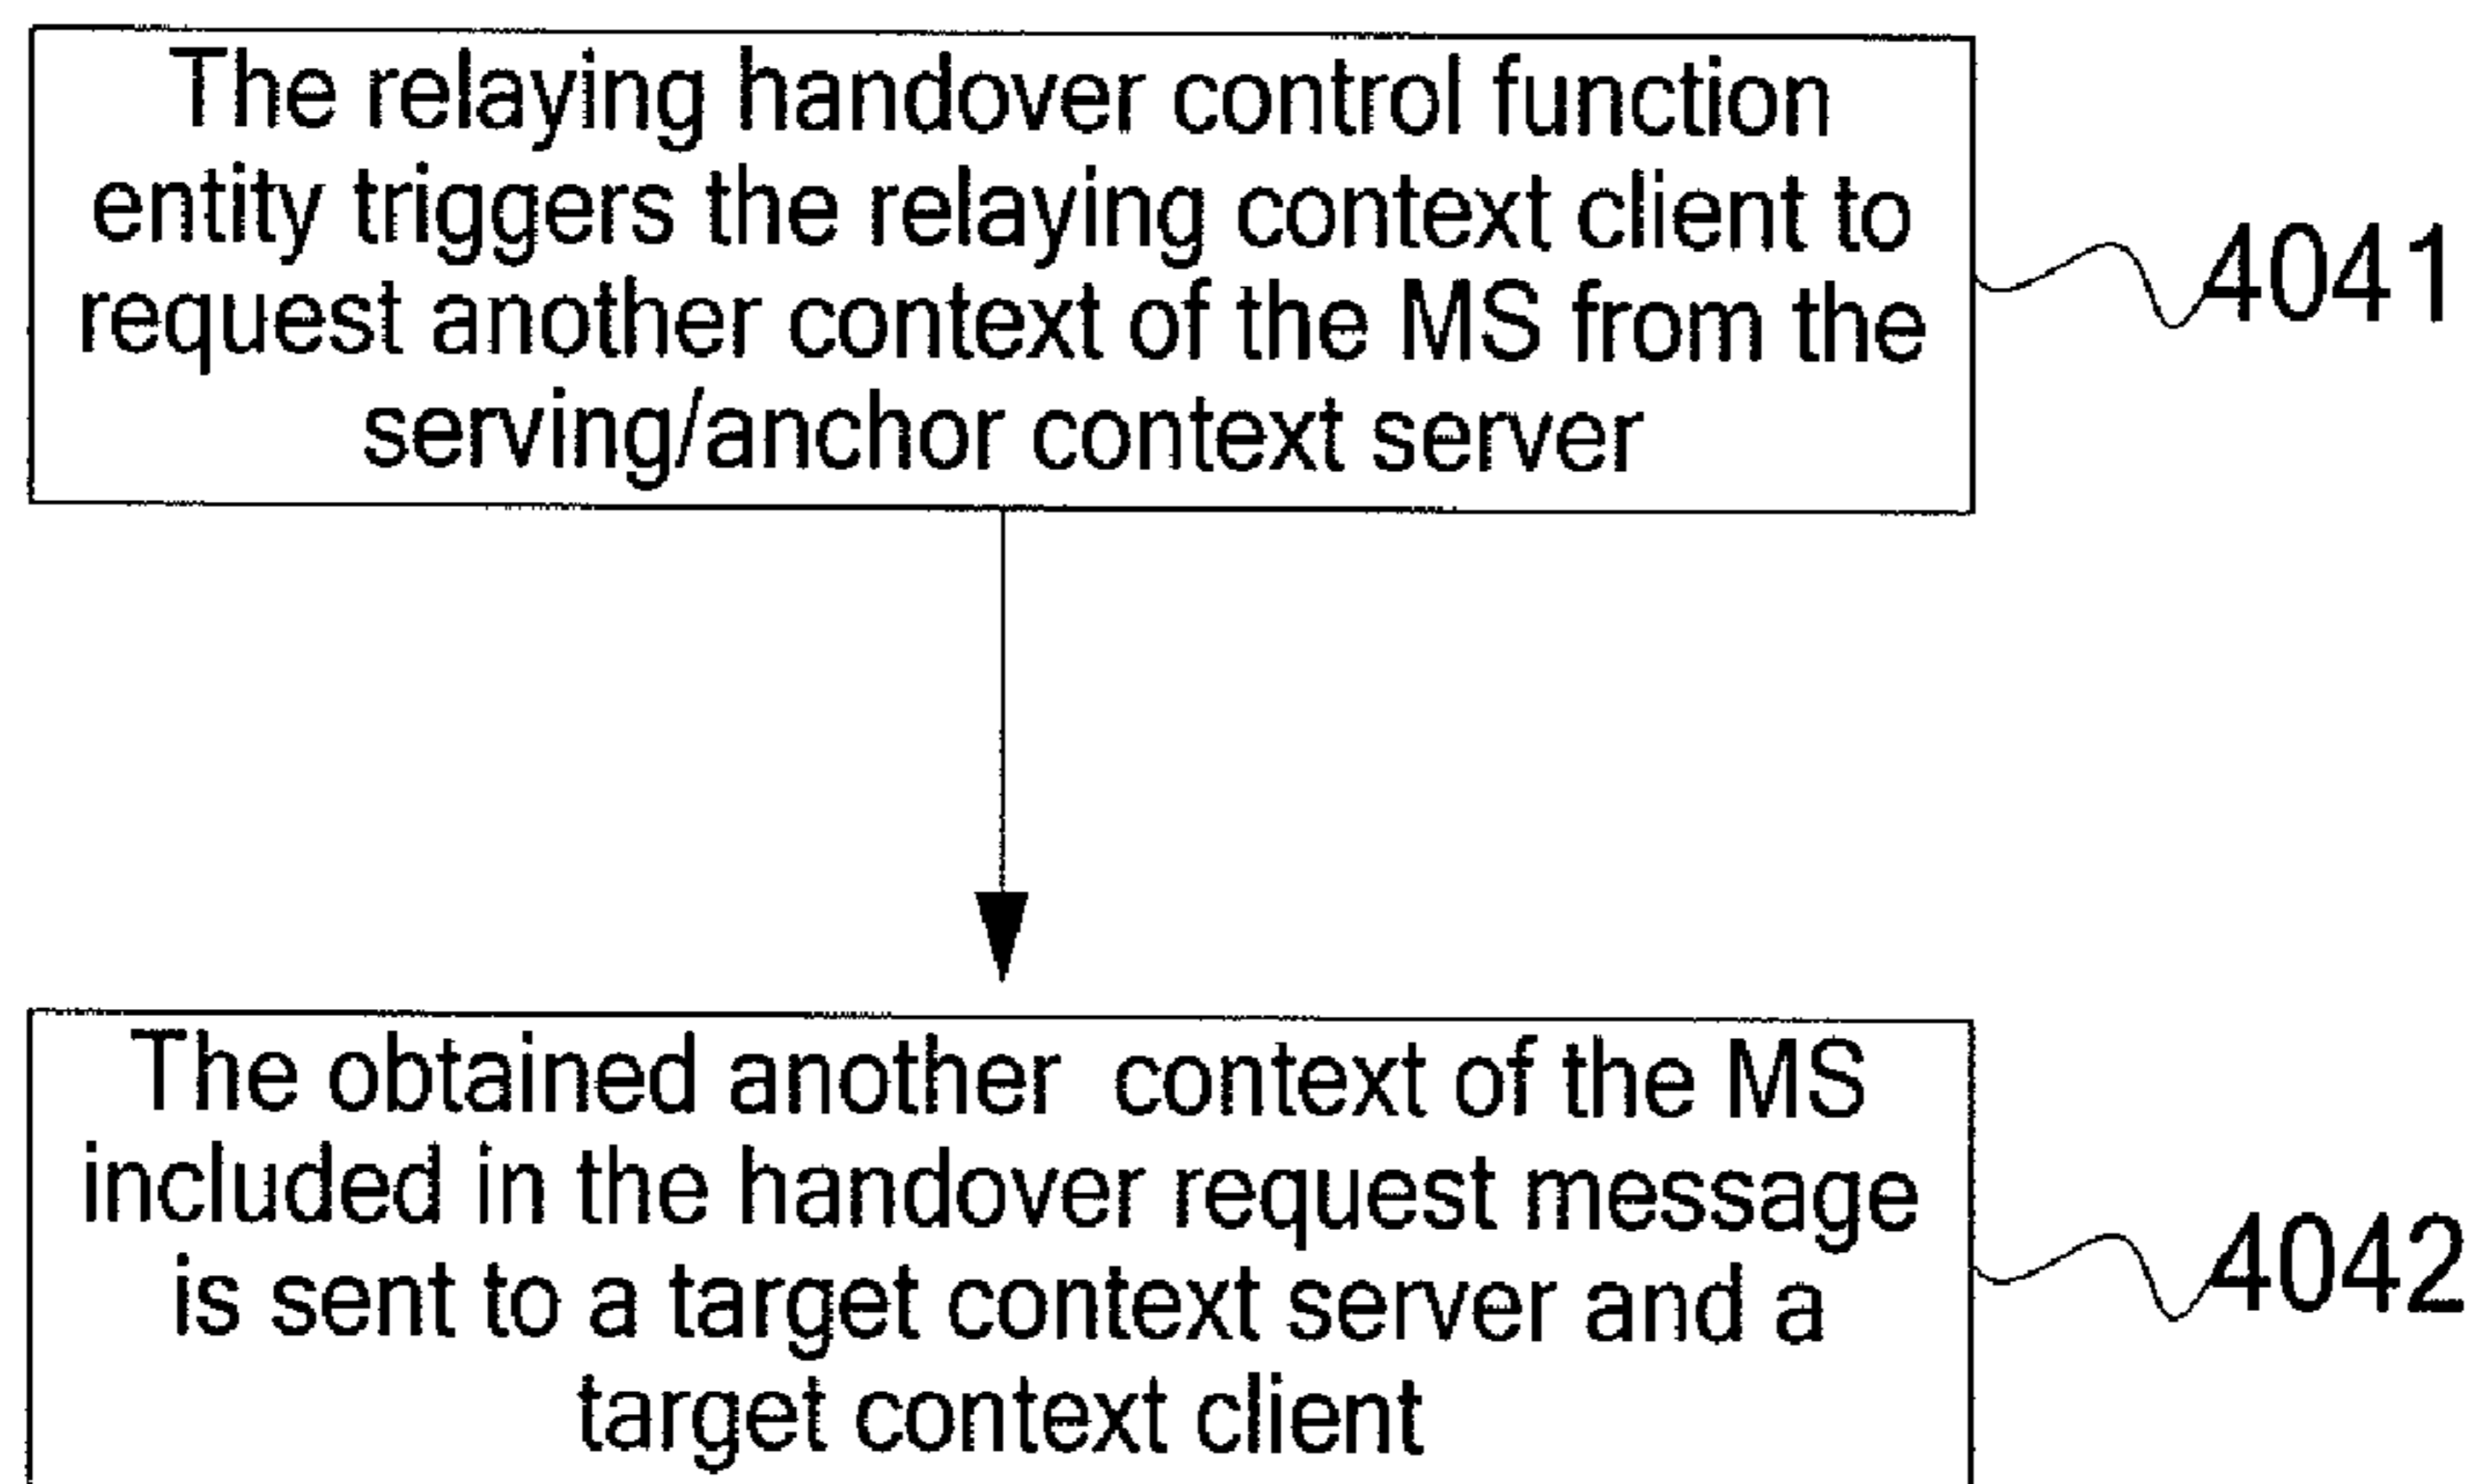 The relaying handover control function
entity triggers the relaying context client to
request another context of the MS from the
serving/anchor context server
4041
The obtained another context of the MS
included in the handover request message
is sent to a target context server and a
target context client
4042